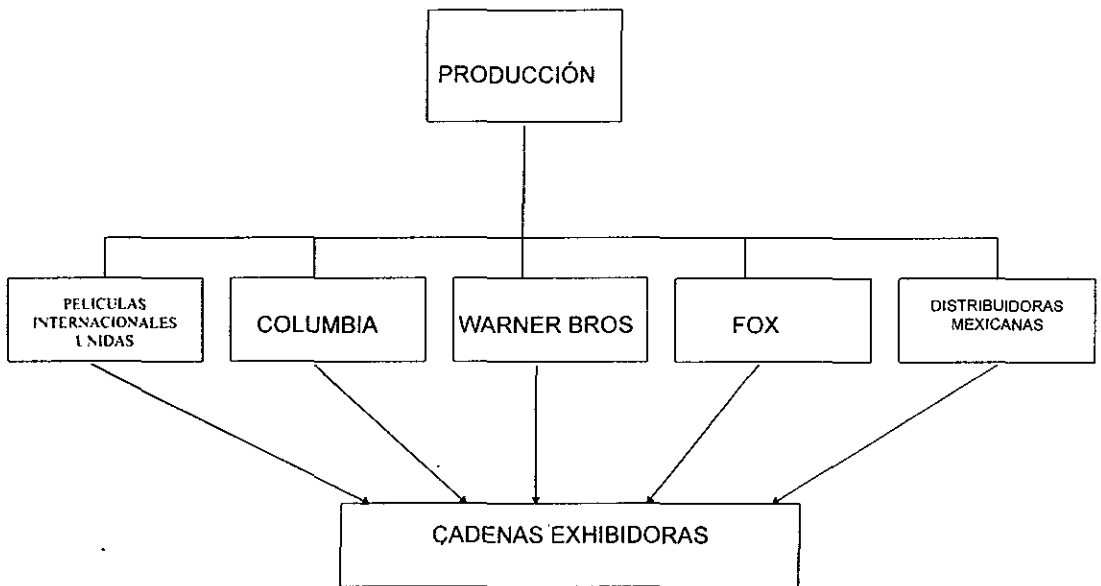 PRODUCCIÓN
PELICULAS
INTERNACIONALES
UNIDAS
COLUMBIA
WARNER BROS
FOX
DISTRIBUIDORAS
MEXICANAS
CADENAS EXHIBIDORAS